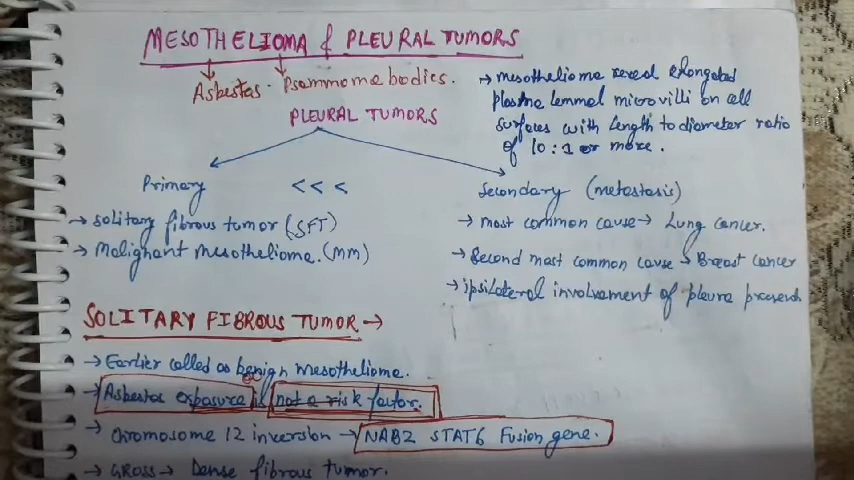 MESOTHELIOMA & PLEURAL TUMORS
Asbestas. Psammoma bodies.
→ mesothelioma reveal elongated
plasma lemmal microvilli on cell
surfaces with length to diameter ratio
of 10:1 or more.
PLEURAL TUMORS
Primary <<< Secondary (metastasis)
→ Solitary fibrous tumor (SFT)
→ Malignant mesothelioma. (MM)
→ most common cause → Lung cancer.
→ Second most common cause → Breast cancer
→ ipsilateral involvement of pleura present
SOLITARY FIBROUS TUMOR →
→ Earlier called as benign mesothelioma.
→ Asbestas exposure is not a risk factor.
→ Chromosome 12 inversion → NAB2 STAT6 Fusion gene.
→ GROSS → Dense fibrous tumor.